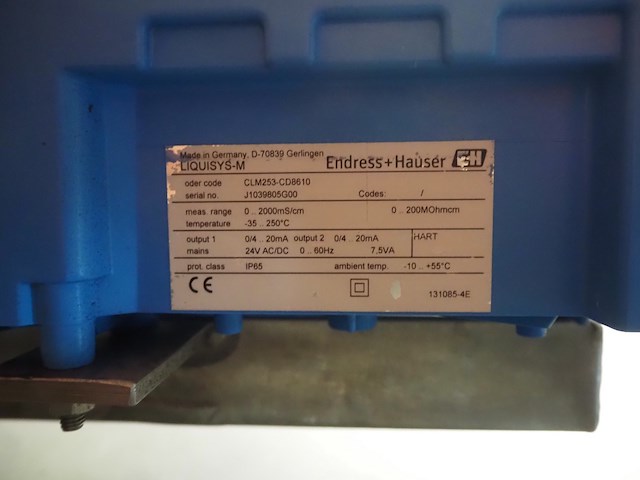 Made in Germany, D-70839 Gerlingen
LIQUISYS-M Endress+Hauser EH
oder code CLM253-CD8610
serial no. J1039805G00 Codes: /
meas. range 0 .. 2000mS/cm 0 .. 200MOhmcm
temperature -35 .. 250°C
output 1 0/4 .. 20mA output 2 0/4 .. 20mA HART
mains 24V AC/DC 0 .. 60Hz 7,5VA
prot. class IP65 ambient temp. -10 .. +55°C
CE 131085-4E